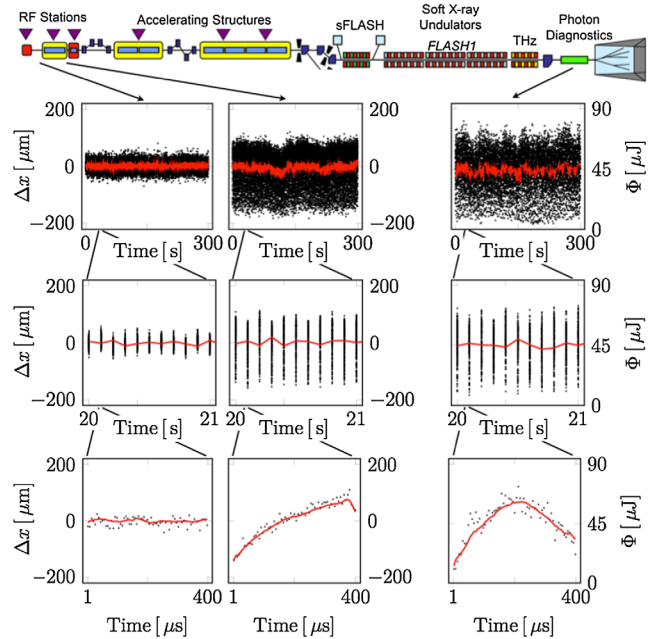 RF Stations
Accelerating Structures
sFLASH
Soft X-ray
Undulators
FLASH1
THz
Photon
Diagnostics
200
0
−200
Δx [μm]
0
Time [s]
300
200
0
−200
0
Time [s]
300
90
45
0
Φ [μJ]
0
Time [s]
300
200
0
−200
Δx [μm]
20
Time [s]
21
200
0
−200
20
Time [s]
21
90
45
0
Φ [μJ]
20
Time [s]
21
200
0
−200
Δx [μm]
1
400
Time [μs]
200
0
−200
1
400
Time [μs]
90
45
0
Φ [μJ]
1
400
Time [μs]